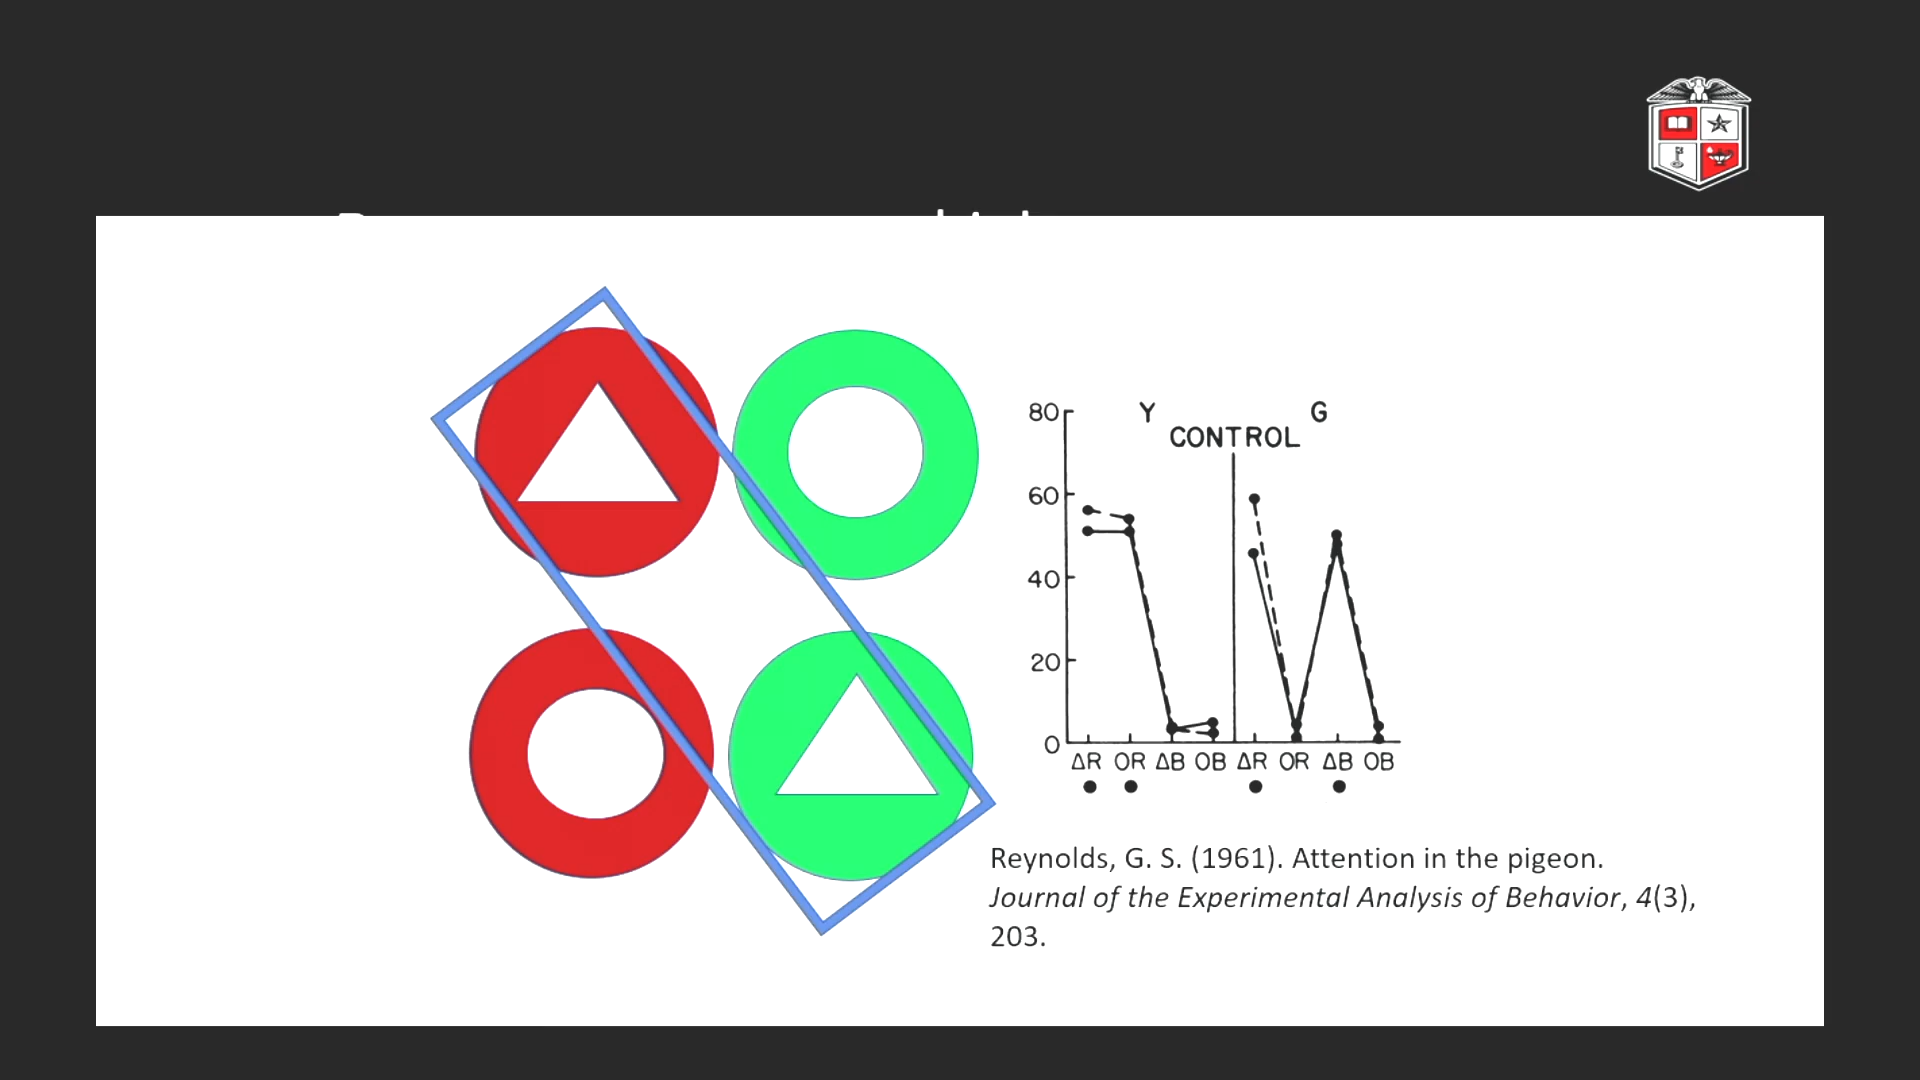 80
Y
G
CONTROL
60
40
20
0
ΔR OR ΔB OB ΔR OR ΔB OB
Reynolds, G. S. (1961). Attention in the pigeon.
Journal of the Experimental Analysis of Behavior, 4(3),
203.